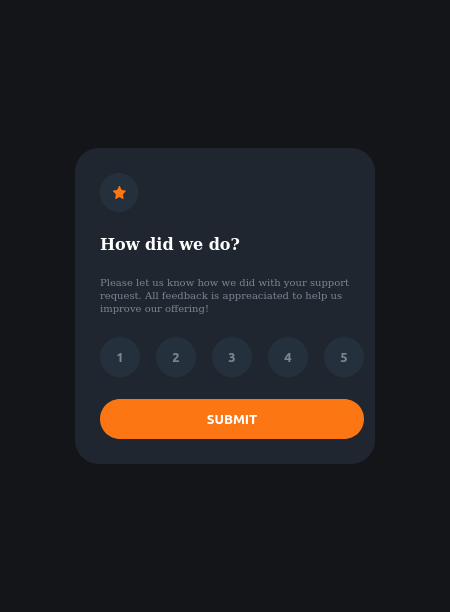 How did we do?
Please let us know how we did with your support
request. All feedback is appreaciated to help us
improve our offering!
1 2 3 4 5
SUBMIT